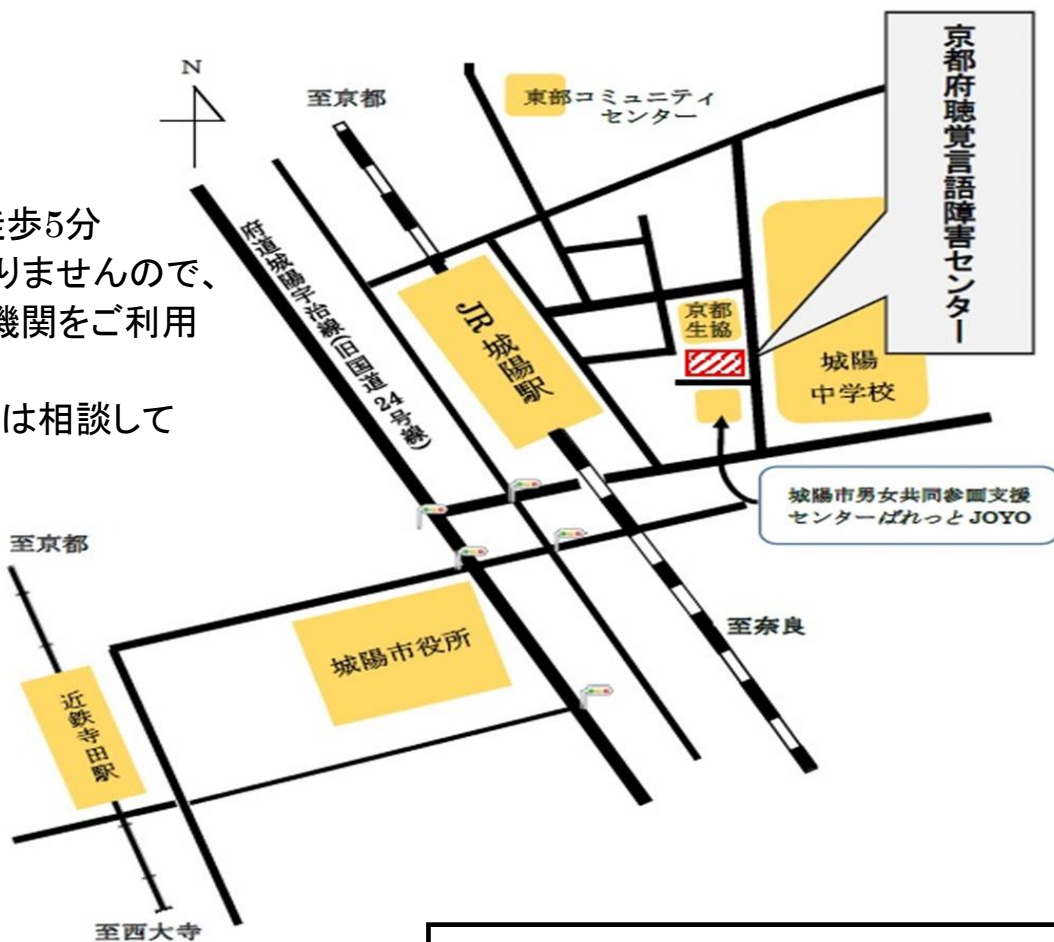 N
至京都
東部コミュニティ
センター
京都府聴覚言語障害センター
歩5分
りませんので、
機関をご利用
は相談して
府道城陽宇治線(旧国道24号線)
JR 城陽駅
京都
生協
城陽
中学校
城陽市男女共同参画支援
センターぱれっとJOYO
至京都
至奈良
城陽市役所
近鉄寺田駅
至西大寺